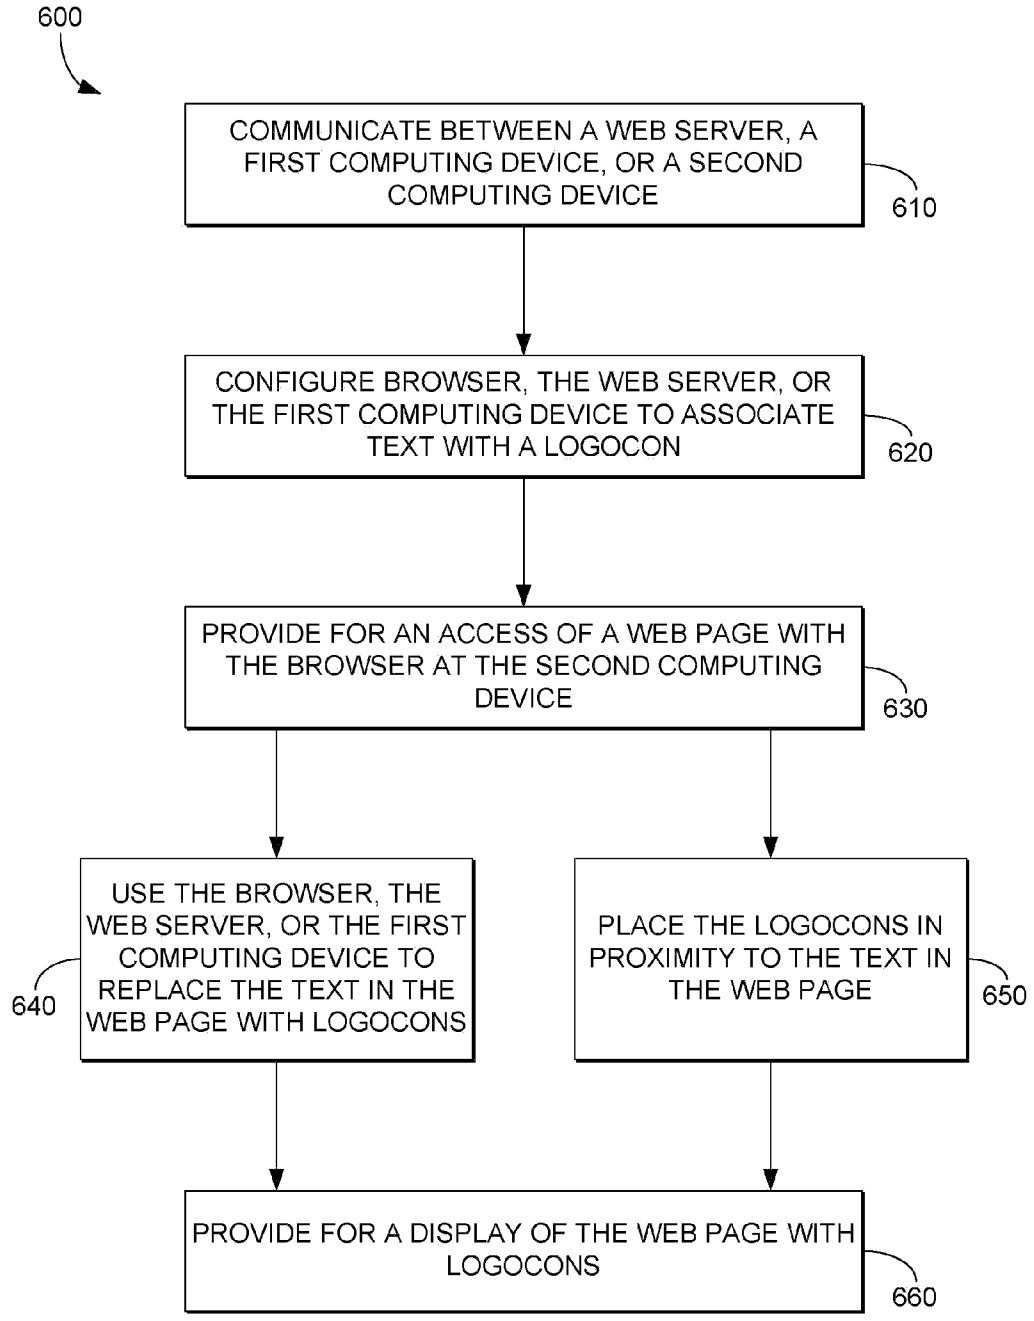 600
COMMUNICATE BETWEEN A WEB SERVER, A
FIRST COMPUTING DEVICE, OR A SECOND
COMPUTING DEVICE
610
CONFIGURE BROWSER, THE WEB SERVER, OR
THE FIRST COMPUTING DEVICE TO ASSOCIATE
TEXT WITH A LOGOCON
620
PROVIDE FOR AN ACCESS OF A WEB PAGE WITH
THE BROWSER AT THE SECOND COMPUTING
DEVICE
630
USE THE BROWSER, THE
WEB SERVER, OR THE FIRST
COMPUTING DEVICE TO
REPLACE THE TEXT IN THE
WEB PAGE WITH LOGOCONS
640
PLACE THE LOGOCONS IN
PROXIMITY TO THE TEXT IN
THE WEB PAGE
650
PROVIDE FOR A DISPLAY OF THE WEB PAGE WITH
LOGOCONS
660